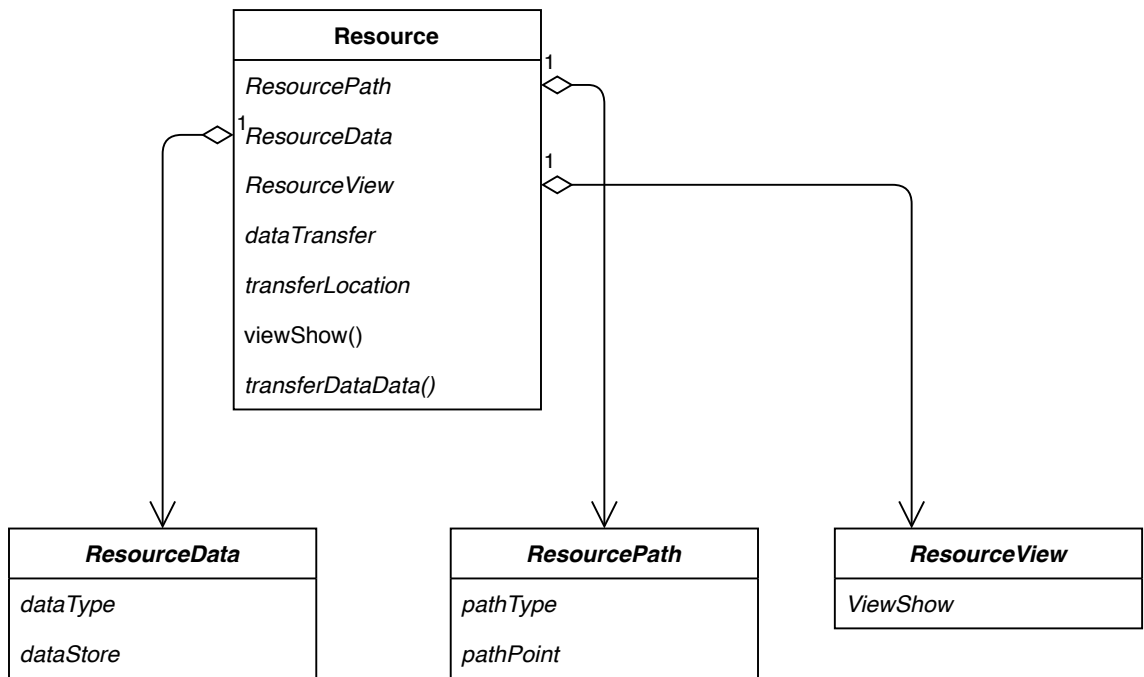 Resource
1
ResourcePath
1
ResourceData
1
ResourceView
dataTransfer
transferLocation
viewShow()
transferDataData()
ResourceData
dataType
dataStore
ResourcePath
pathType
pathPoint
ResourceView
ViewShow